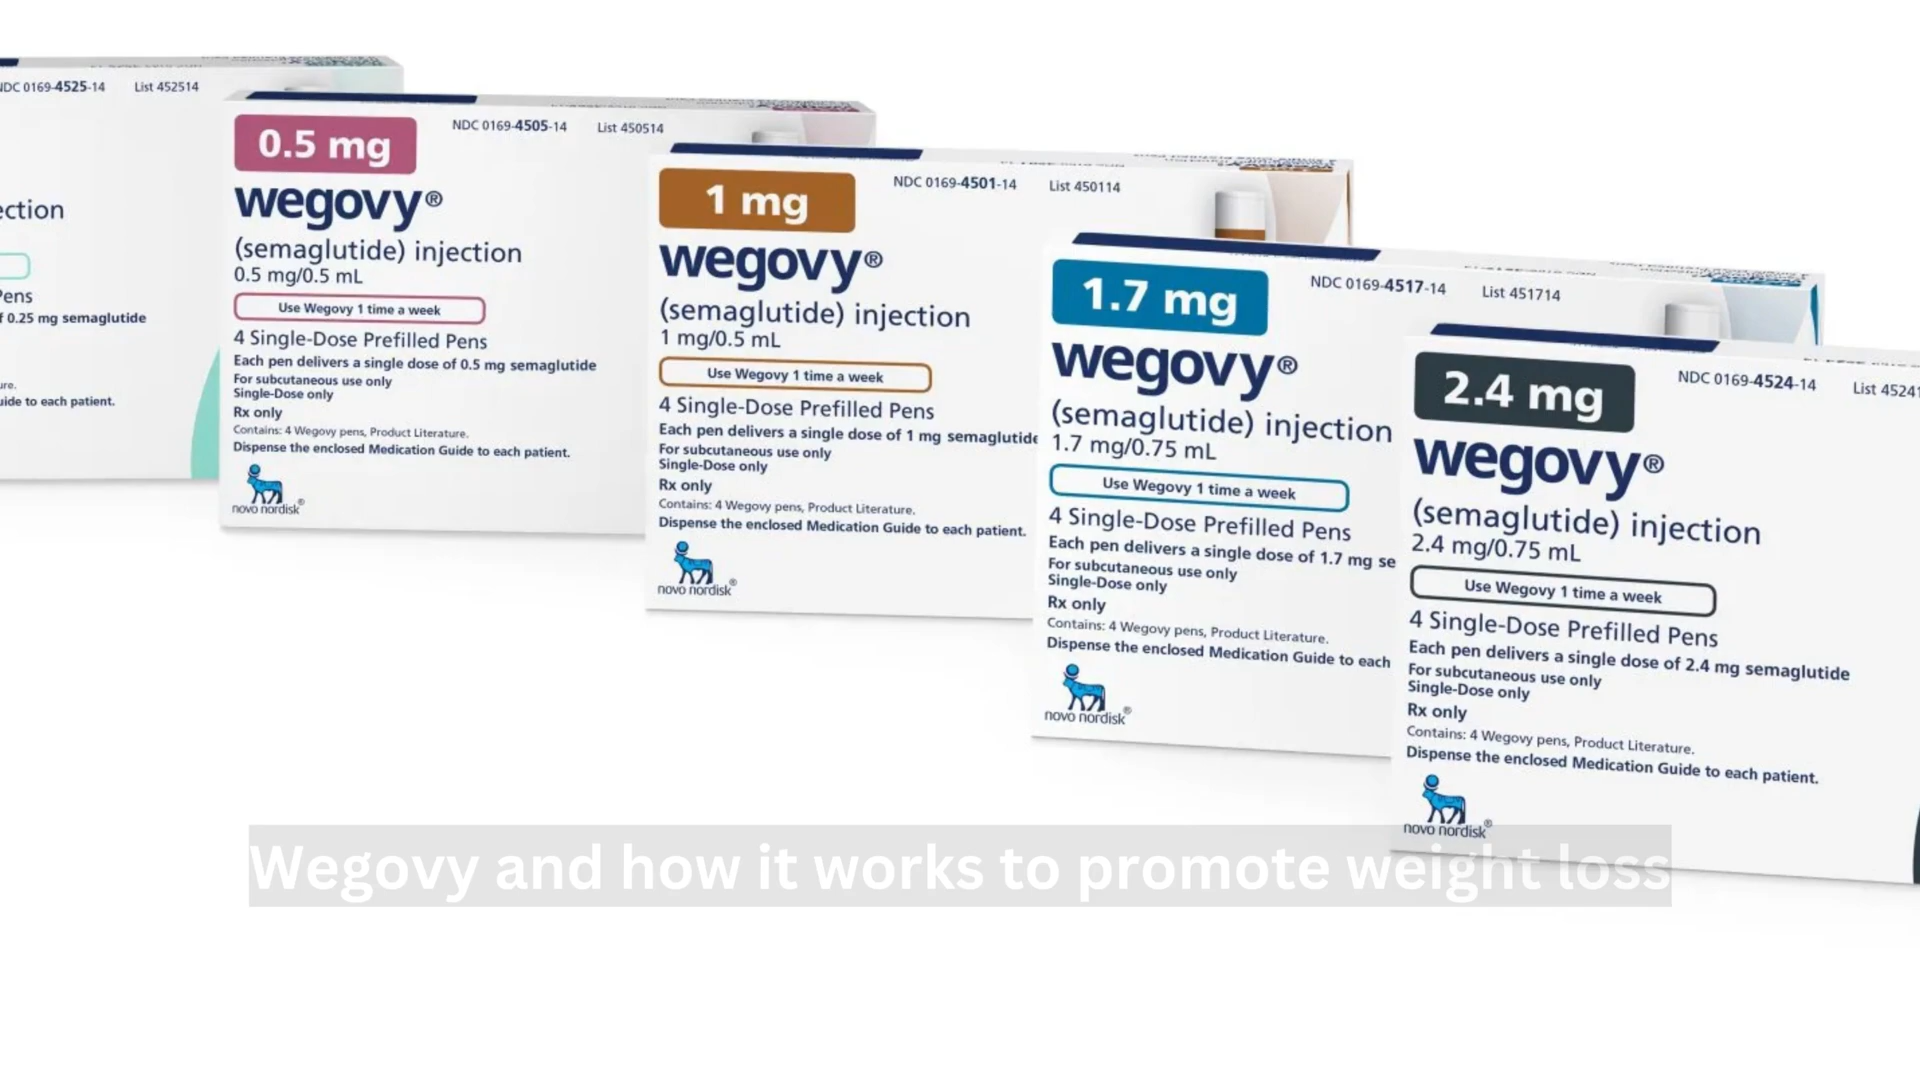 NDC 0169-4525-14 List 452514
ction
ens
0.25 mg semaglutide
ure.
uide to each patient.
0.5 mg
NDC 0169-4505-14 List 450514
wegovy®
(semaglutide) injection
0.5 mg/0.5 mL
Use Wegovy 1 time a week
4 Single-Dose Prefilled Pens
Each pen delivers a single dose of 0.5 mg semaglutide
For subcutaneous use only
Single-Dose only
Rx only
Contains: 4 Wegovy pens, Product Literature.
Dispense the enclosed Medication Guide to each patient.
novo nordisk®
1 mg
NDC 0169-4501-14 List 450114
wegovy®
(semaglutide) injection
1 mg/0.5 mL
Use Wegovy 1 time a week
4 Single-Dose Prefilled Pens
Each pen delivers a single dose of 1 mg semaglutide
For subcutaneous use only
Single-Dose only
Rx only
Contains: 4 Wegovy pens, Product Literature.
Dispense the enclosed Medication Guide to each patient.
novo nordisk®
1.7 mg
NDC 0169-4517-14 List 451714
wegovy®
(semaglutide) injection
1.7 mg/0.75 mL
Use Wegovy 1 time a week
4 Single-Dose Prefilled Pens
Each pen delivers a single dose of 1.7 mg se
For subcutaneous use only
Single-Dose only
Rx only
Contains: 4 Wegovy pens, Product Literature.
Dispense the enclosed Medication Guide to each
novo nordisk®
2.4 mg
NDC 0169-4524-14 List 45241
wegovy®
(semaglutide) injection
2.4 mg/0.75 mL
Use Wegovy 1 time a week
4 Single-Dose Prefilled Pens
Each pen delivers a single dose of 2.4 mg semaglutide
For subcutaneous use only
Single-Dose only
Rx only
Contains: 4 Wegovy pens, Product Literature.
Dispense the enclosed Medication Guide to each patient.
novo nordisk®
Wegovy and how it works to promote weight loss